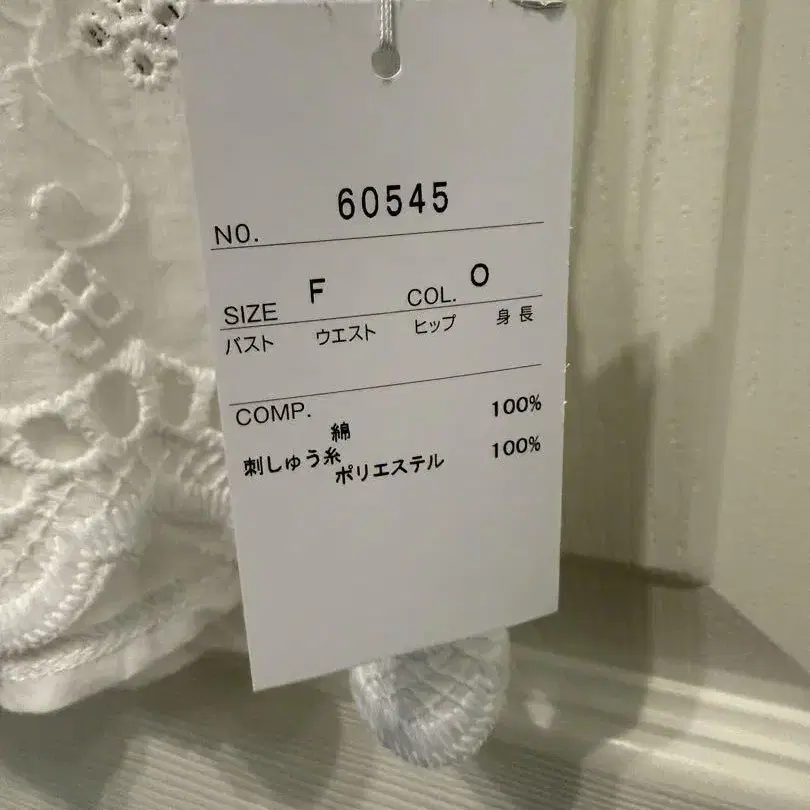 NO. 60545
SIZE F COL. O
バスト ウエスト ヒップ 身長
COMP.
綿 100%
刺しゅう糸
ポリエステル 100%